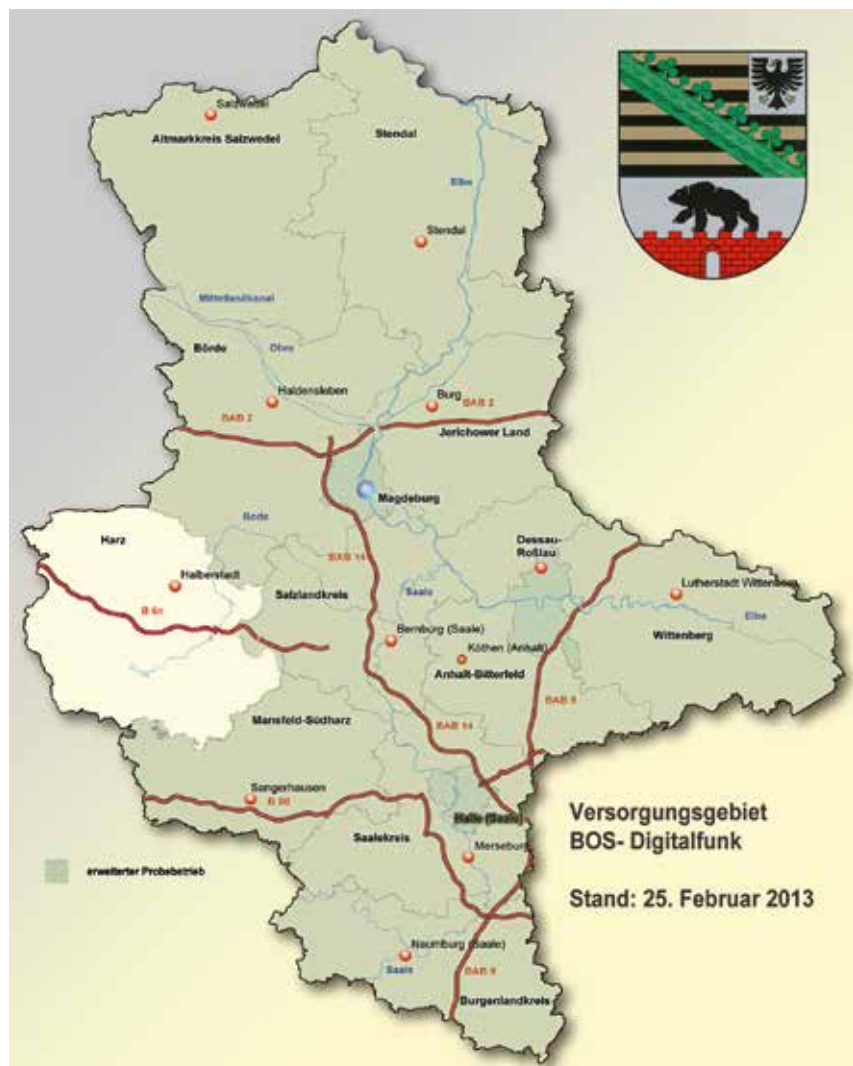 Salzwedel
Altmarkkreis Salzwedel
Stendal
Elbe
Stendal
Mittellandkanal
Börde
Ohre
Haldensleben
Burg
BAB 2
BAB 2
Jerichower Land
Magdeburg
Bode
Harz
Dessau-
Roßlau
BAB 14
Halberstadt
Salzlandkreis
Saale
Lutherstadt Wittenberg
B 6n
Elbe
Bernburg (Saale)
Wittenberg
Köthen (Anhalt)
Anhalt-Bitterfeld
BAB 9
Mansfeld-Südharz
BAB 14
Sangerhausen
Halle (Saale)
Saalekreis
Merseburg
erweiterter Probebetrieb
Versorgungsgebiet
BOS- Digitalfunk
Stand: 25. Februar 2013
Naumburg (Saale)
Saale
BAB 9
Burgenlandkreis